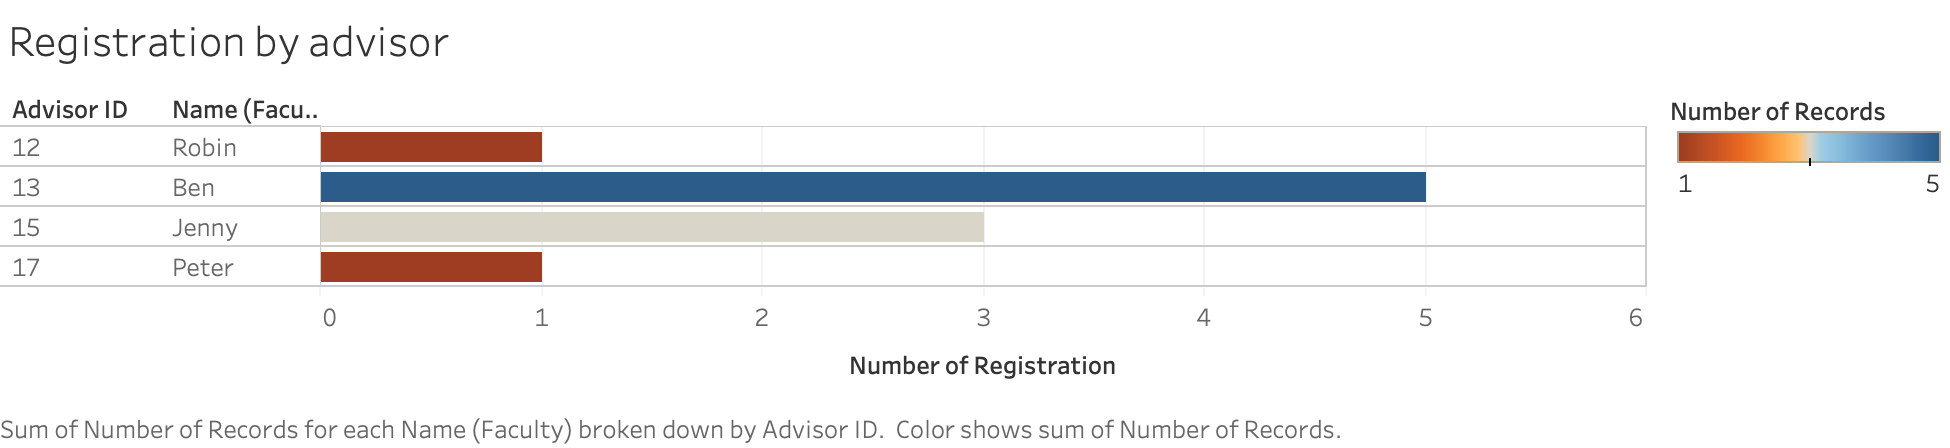 Registration by advisor
Advisor ID Name (Facu.. Number of Records
12 Robin
13 Ben
15 Jenny
17 Peter
1 5
0 1 2 3 4 5 6
Number of Registration
Sum of Number of Records for each Name (Faculty) broken down by Advisor ID. Color shows sum of Number of Records.